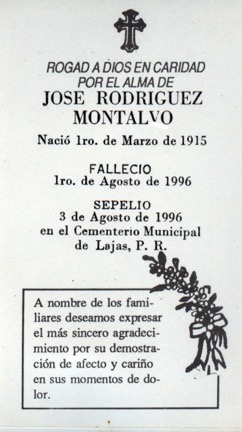 ROGAD A DIOS EN CARIDAD
POR EL ALMA DE
JOSE RODRIGUEZ
MONTALVO
Nació 1ro. de Marzo de 1915
FALLECIO
1ro. de Agosto de 1996
SEPELIO
3 de Agosto de 1996
en el Cementerio Municipal
de Lajas, P. R.
A nombre de los fami-
liares deseamos expresar
el más sincero agradeci-
miento por su demostra-
ción de afecto y cariño
en sus momentos de do-
lor.